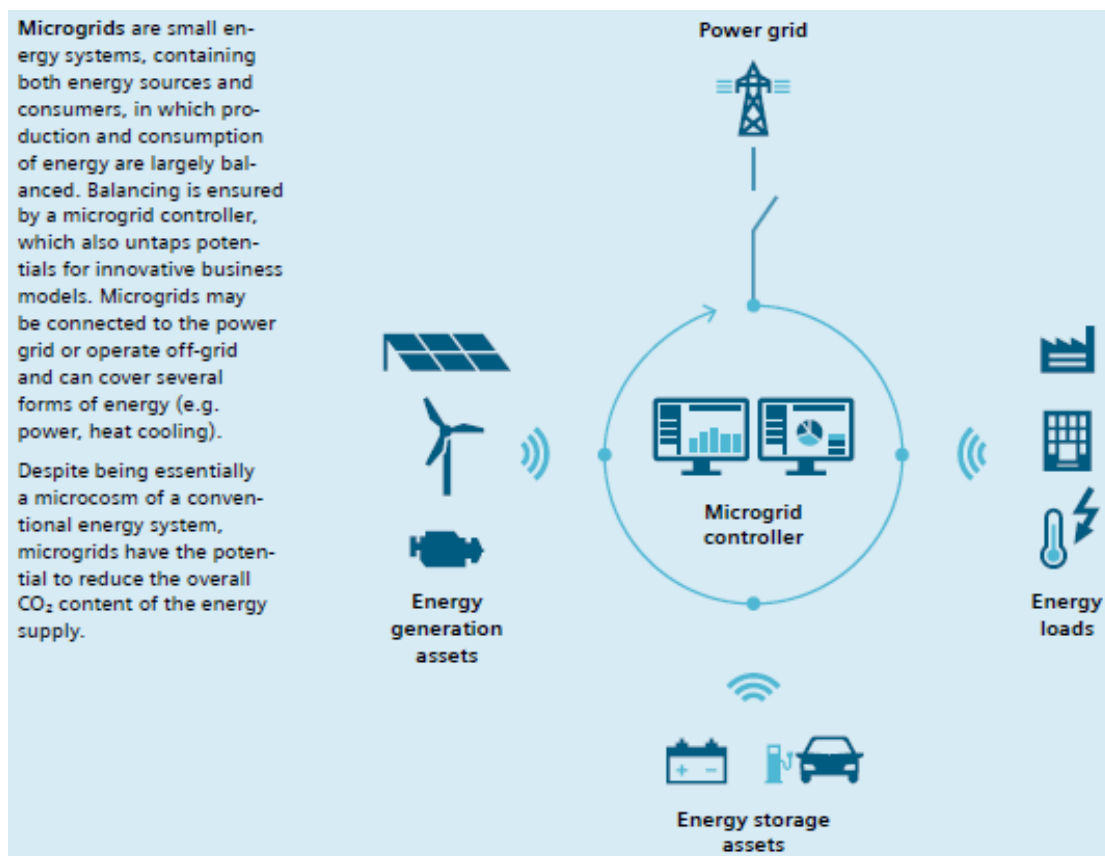 Microgrids are small en-
ergy systems, containing
both energy sources and
consumers, in which pro-
duction and consumption
of energy are largely bal-
anced. Balancing is ensured
by a microgrid controller,
which also untaps poten-
tials for innovative business
models. Microgrids may
be connected to the power
grid or operate off-grid
and can cover several
forms of energy (e.g.
power, heat cooling).
Despite being essentially
a microcosm of a conven-
tional energy system,
microgrids have the poten-
tial to reduce the overall
CO₂ content of the energy
supply.
Power grid
Microgrid
controller
Energy
generation
assets
Energy
loads
Energy storage
assets